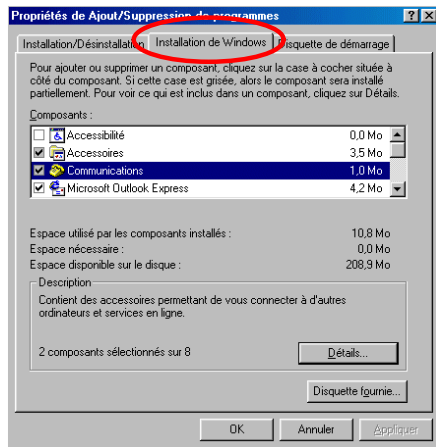 Propriétés de Ajout/Suppression de programmes
Installation/Désinstallation Installation de Windows Disquette de démarrage
Pour ajouter ou supprimer un composant, cliquez sur la case à cocher située à
côté du composant. Si cette case est grisée, alors le composant sera installé
partiellement. Pour voir ce qui est inclus dans un composant, cliquez sur Détails.
Composants :
Accessibilité 0,0 Mo
Accessoires 3,5 Mo
Communications 1,0 Mo
Microsoft Outlook Express 4,2 Mo
Espace utilisé par les composants installés : 10,8 Mo
Espace nécessaire : 0,0 Mo
Espace disponible sur le disque : 208,9 Mo
Description
Contient des accessoires permettant de vous connecter à d'autres
ordinateurs et services en ligne.
2 composants sélectionnés sur 8 Détails...
Disquette fournie...
OK Annuler Appliquer